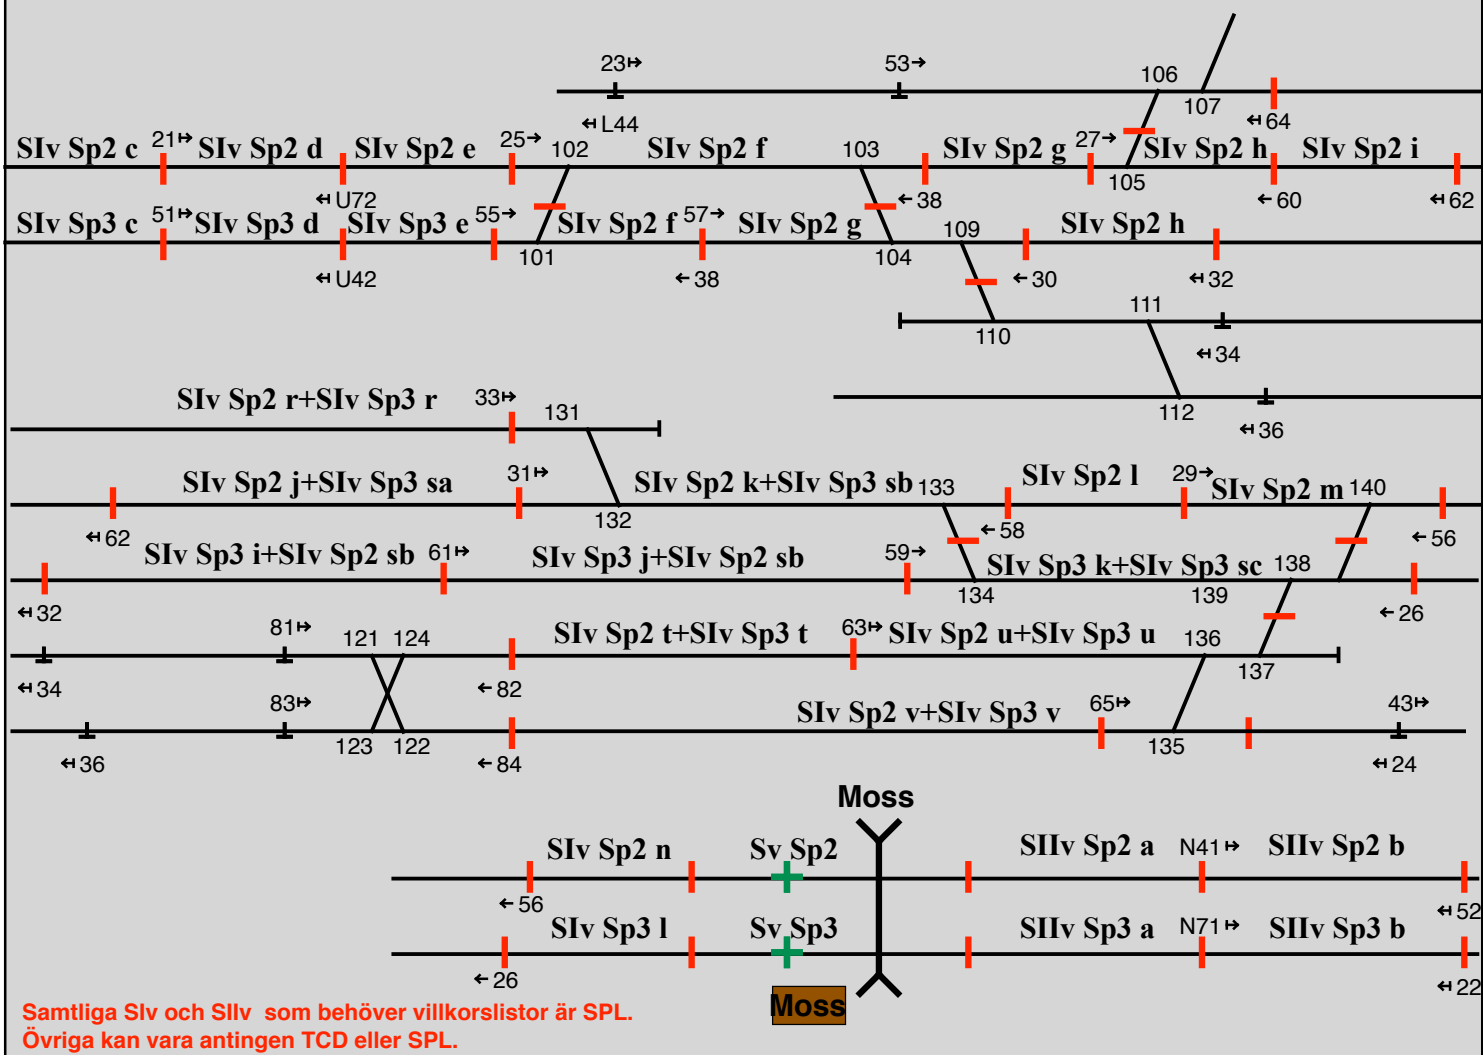 23
53
106
107
L44
64
SIv Sp2 c 21 SIv Sp2 d SIv Sp2 e 25 102 SIv Sp2 f 103 SIv Sp2 g 27 SIv Sp2 h SIv Sp2 i
105
U72 38 60 62
SIv Sp3 c 51 SIv Sp3 d SIv Sp3 e 55 SIv Sp2 f 57 SIv Sp2 g 109 SIv Sp2 h
101 104
U42 38 30 32
111
110
34
SIv Sp2 r+SIv Sp3 r 33 131
112
36
SIv Sp2 j+SIv Sp3 sa 31 SIv Sp2 k+SIv Sp3 sb 133 SIv Sp2 l 29 SIv Sp2 m 140
132
62 58 56
SIv Sp3 i+SIv Sp2 sb 61 SIv Sp3 j+SIv Sp2 sb 59 SIv Sp3 k+SIv Sp3 sc 138
134 139
32 26
81 121 124 SIv Sp2 t+SIv Sp3 t 63 SIv Sp2 u+SIv Sp3 u 136
137
34 82
83 SIv Sp2 v+SIv Sp3 v 65 43
123 122 135
36 84 24
Moss
SIv Sp2 n Sv Sp2 SIIv Sp2 a N41 SIIv Sp2 b
56 52
SIv Sp3 l Sv Sp3 SIIv Sp3 a N71 SIIv Sp3 b
26 22
Moss
Samtliga SIv och SIIv som behöver villkorslistor är SPL.
Övriga kan vara antingen TCD eller SPL.